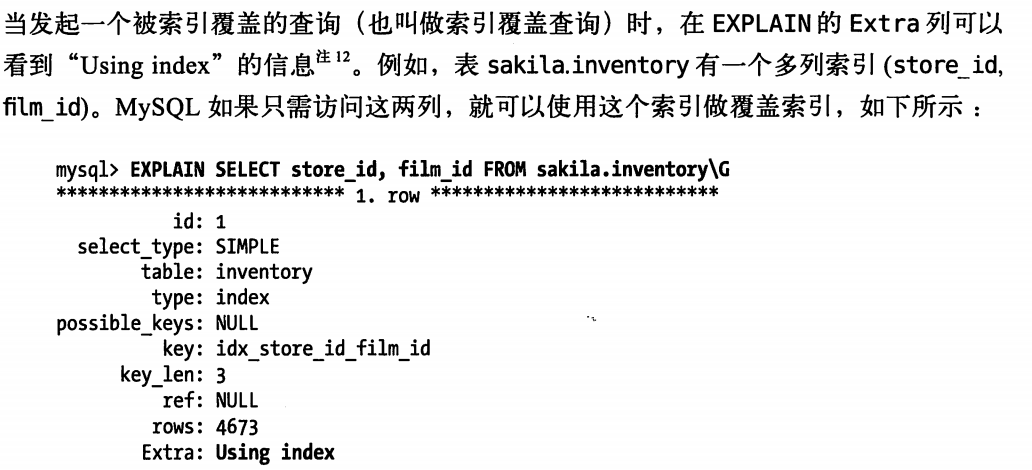 当发起一个被索引覆盖的查询（也叫做索引覆盖查询）时，在 EXPLAIN 的 Extra 列可以
看到“Using index”的信息注12。例如，表 sakila.inventory 有一个多列索引 (store_id,
film_id)。MySQL 如果只需访问这两列，就可以使用这个索引做覆盖索引，如下所示：
mysql> EXPLAIN SELECT store_id, film_id FROM sakila.inventory\G
*************************** 1. row ***************************
id: 1
select_type: SIMPLE
table: inventory
type: index
possible_keys: NULL
key: idx_store_id_film_id
key_len: 3
ref: NULL
rows: 4673
Extra: Using index